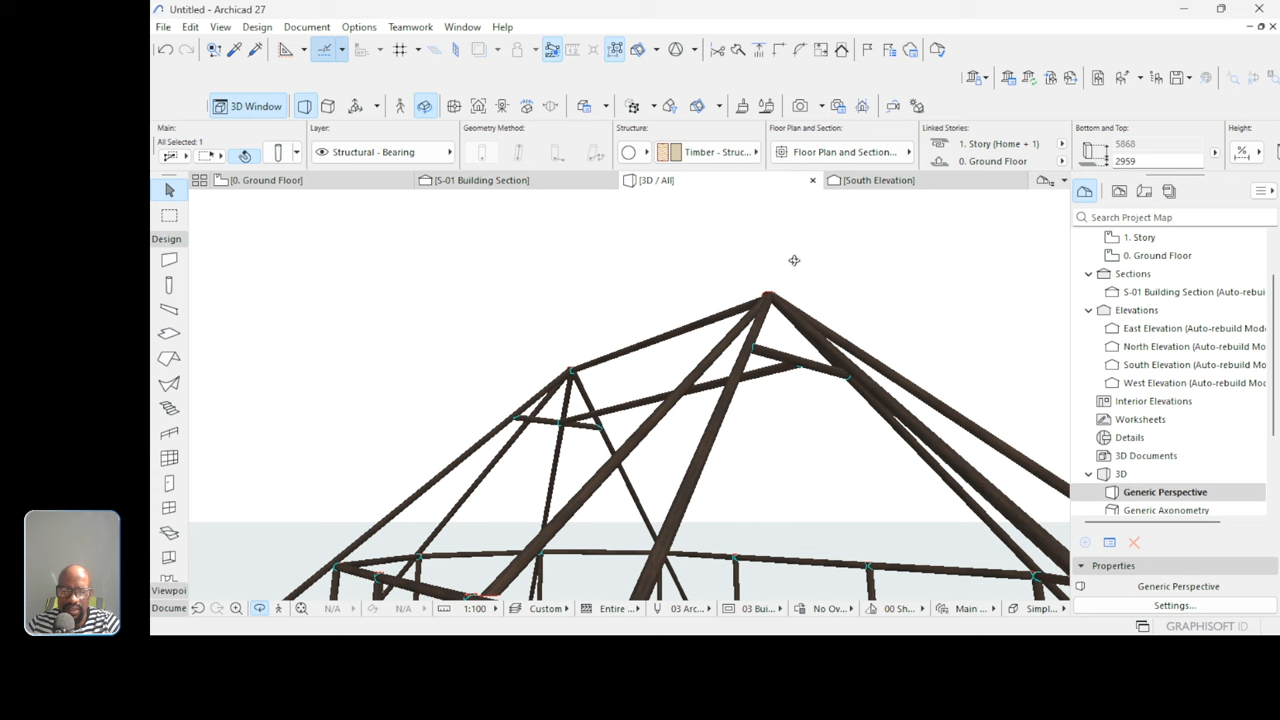 Untitled - Archicad 27
File Edit View Design Document Options Teamwork Window Help
3D Window
Main:
All Selected: 1
Layer:
Structural - Bearing
Geometry Method:
Structure:
Timber - Struc...
Floor Plan and Section:
Floor Plan and Section...
Linked Stories:
1. Story (Home + 1)
0. Ground Floor
Bottom and Top:
5868
2959
Height:
[0. Ground Floor]
[S-01 Building Section]
[3D / All]
[South Elevation]
Search Project Map
Design
1. Story
0. Ground Floor
Sections
S-01 Building Section (Auto-rebui
Elevations
East Elevation (Auto-rebuild Mode
North Elevation (Auto-rebuild Mo
South Elevation (Auto-rebuild Mo
West Elevation (Auto-rebuild Mod
Interior Elevations
Worksheets
Details
3D Documents
3D
Generic Perspective
Generic Axonometry
Properties
Generic Perspective
Settings...
Viewpoi
Docume
N/A
N/A
1:100
Custom
Entire ...
03 Arc...
03 Bui...
No Ov...
00 Sh...
Main ...
Simpl...
GRAPHISOFT ID